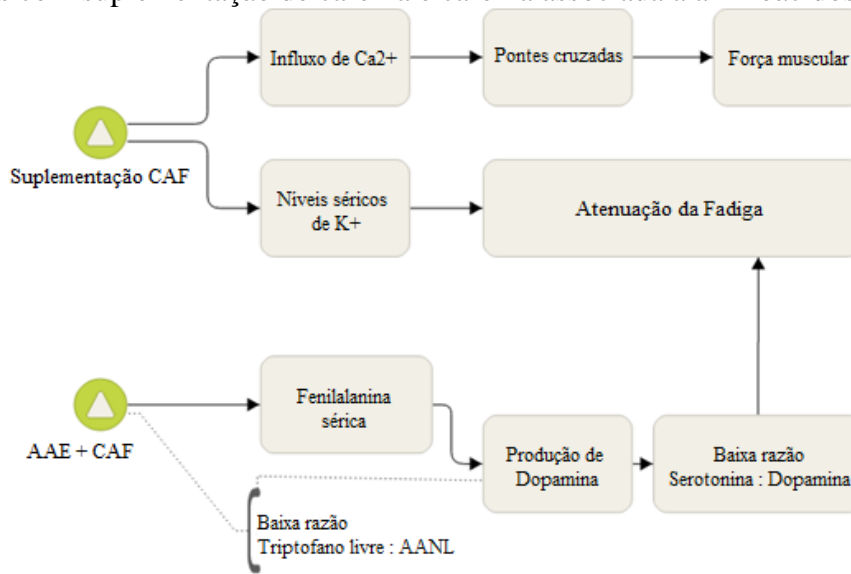 Influxo de Ca2+
Pontes cruzadas
Força muscular
Suplementação CAF
Níveis séricos
de K+
Atenuação da Fadiga
Fenilalanina
sérica
AAE + CAF
Produção de
Dopamina
Baixa razão
Serotonina : Dopamina
Baixa razão
Triptofano livre : AANL